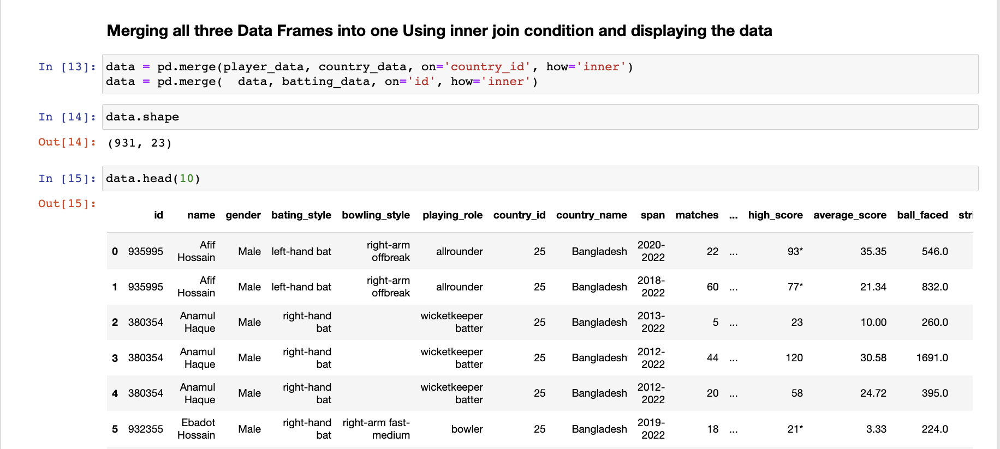 Merging all three Data Frames into one Using inner join condition and displaying the data
In [13]: data = pd.merge(player_data, country_data, on='country_id', how='inner')
data = pd.merge(  data, batting_data, on='id', how='inner')
In [14]: data.shape
Out[14]: (931, 23)
In [15]: data.head(10)
Out[15]:
id name gender bating_style bowling_style playing_role country_id country_name span matches ... high_score average_score ball_faced stri
0 935995 Afif Hossain Male left-hand bat right-arm offbreak allrounder 25 Bangladesh 2020-2022 22 ... 93* 35.35 546.0
1 935995 Afif Hossain Male left-hand bat right-arm offbreak allrounder 25 Bangladesh 2018-2022 60 ... 77* 21.34 832.0
2 380354 Anamul Haque Male right-hand bat wicketkeeper batter 25 Bangladesh 2013-2022 5 ... 23 10.00 260.0
3 380354 Anamul Haque Male right-hand bat wicketkeeper batter 25 Bangladesh 2012-2022 44 ... 120 30.58 1691.0
4 380354 Anamul Haque Male right-hand bat wicketkeeper batter 25 Bangladesh 2012-2022 20 ... 58 24.72 395.0
5 932355 Ebadot Hossain Male right-hand bat right-arm fast-medium bowler 25 Bangladesh 2019-2022 18 ... 21* 3.33 224.0